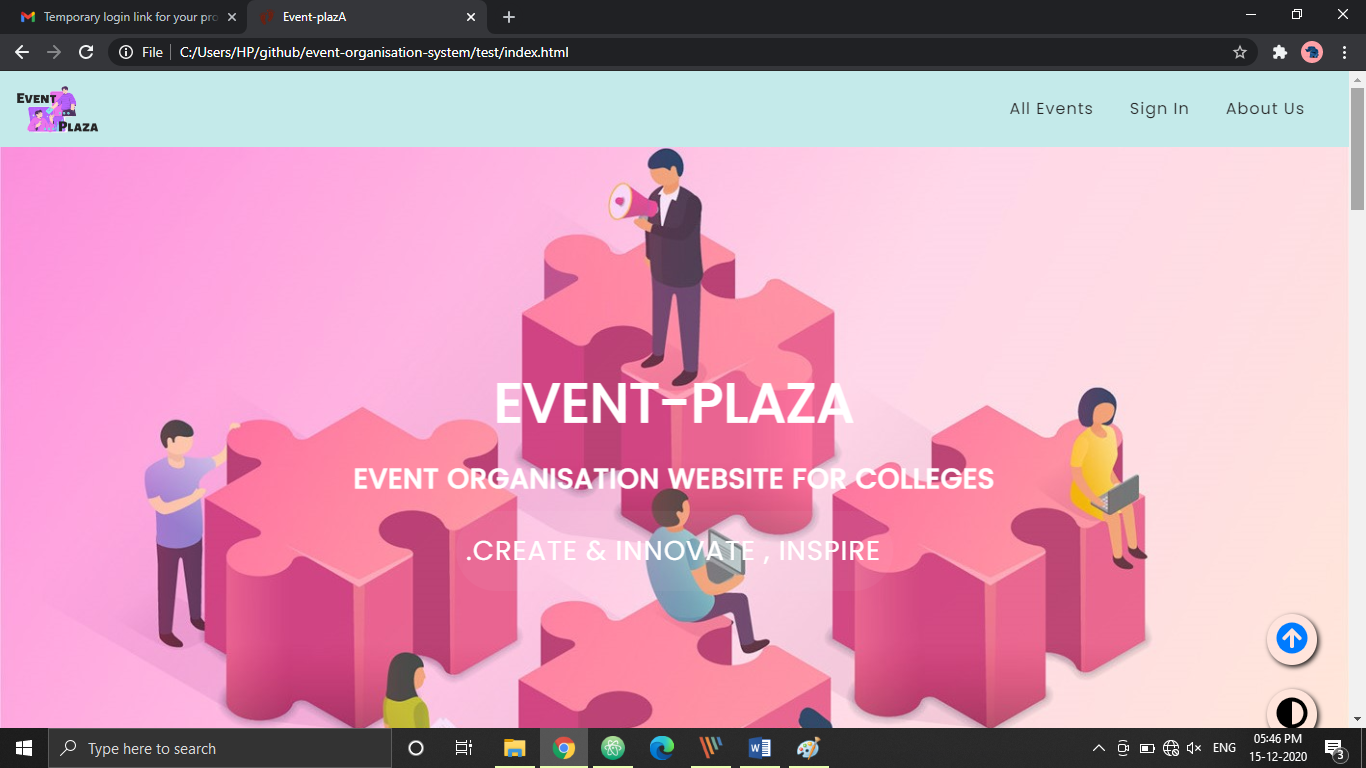 Temporary login link for your pro
Event-plazA
File
C:/Users/HP/github/event-organisation-system/test/index.html
EVENT
PLAZA
All Events
Sign In
About Us
EVENT-PLAZA
EVENT ORGANISATION WEBSITE FOR COLLEGES
.CREATE & INNOVATE , INSPIRE
Type here to search
ENG
05:46 PM
15-12-2020
3